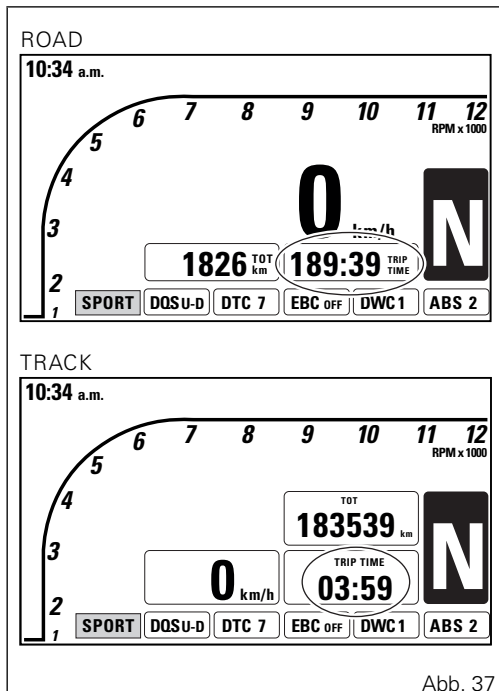 ROAD
10:34 a.m.
6 7 8 9 10 11 12
RPM x 1000
5
4
3
2
1
0
km/h
N
1826 TOT km
189:39 TRIP TIME
SPORT DQS U-D DTC 7 EBC OFF DWC 1 ABS 2
TRACK
10:34 a.m.
6 7 8 9 10 11 12
RPM x 1000
5
4
3
2
1
TOT
183539 km
N
0 km/h
TRIP TIME
03:59
SPORT DQS U-D DTC 7 EBC OFF DWC 1 ABS 2
Abb. 37